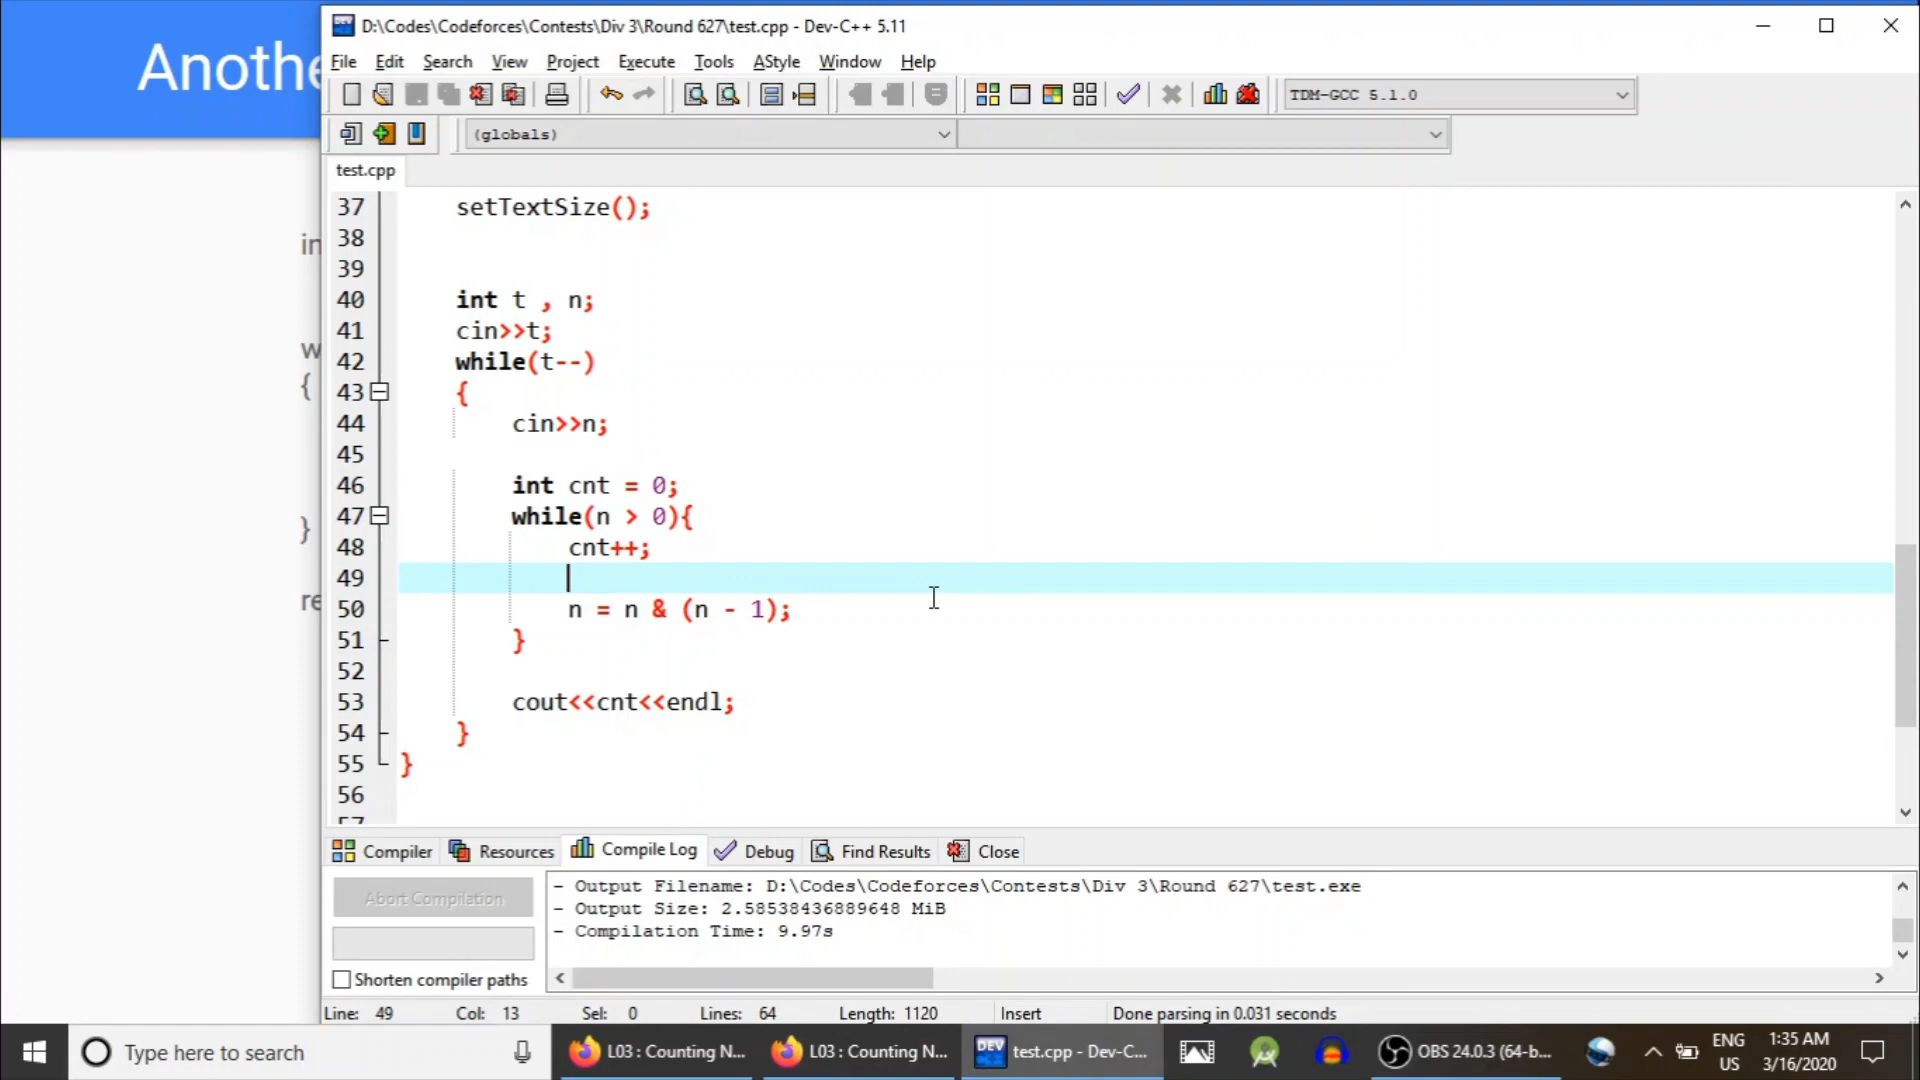 Anothe
D:\Codes\Codeforces\Contests\Div 3\Round 627\test.cpp - Dev-C++ 5.11
File Edit Search View Project Execute Tools AStyle Window Help
TDM-GCC 5.1.0
(globals)
test.cpp
37 setTextSize();
38
39
40 int t , n;
41 cin>>t;
42 while(t--)
43 {
44 cin>>n;
45
46 int cnt = 0;
47 while(n > 0){
48 cnt++;
49
50 n = n & (n - 1);
51 }
52
53 cout<<cnt<<endl;
54 }
55 }
56
57
in
w
{
}
re
Compiler Resources Compile Log Debug Find Results Close
Abort Compilation
Shorten compiler paths
- Output Filename: D:\Codes\Codeforces\Contests\Div 3\Round 627\test.exe
- Output Size: 2.58538436889648 MiB
- Compilation Time: 9.97s
Line: 49 Col: 13 Sel: 0 Lines: 64 Length: 1120 Insert Done parsing in 0.031 seconds
Type here to search
L03 : Counting N...
L03 : Counting N...
DEV test.cpp - Dev-C...
OBS 24.0.3 (64-b...
ENG US
1:35 AM
3/16/2020